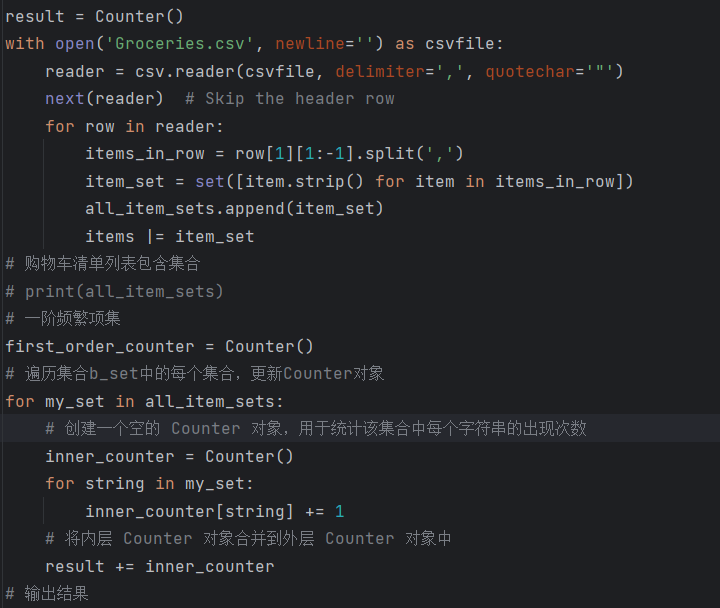 result = Counter()
with open('Groceries.csv', newline='') as csvfile:
    reader = csv.reader(csvfile, delimiter=',', quotechar='"')
    next(reader)  # Skip the header row
    for row in reader:
        items_in_row = row[1][1:-1].split(',')
        item_set = set([item.strip() for item in items_in_row])
        all_item_sets.append(item_set)
        items |= item_set
# 购物车清单列表包含集合
# print(all_item_sets)
# 一阶频繁项集
first_order_counter = Counter()
# 遍历集合b_set中的每个集合，更新Counter对象
for my_set in all_item_sets:
    # 创建一个空的 Counter 对象，用于统计该集合中每个字符串的出现次数
    inner_counter = Counter()
    for string in my_set:
        inner_counter[string] += 1
    # 将内层 Counter 对象合并到外层 Counter 对象中
    result += inner_counter
# 输出结果